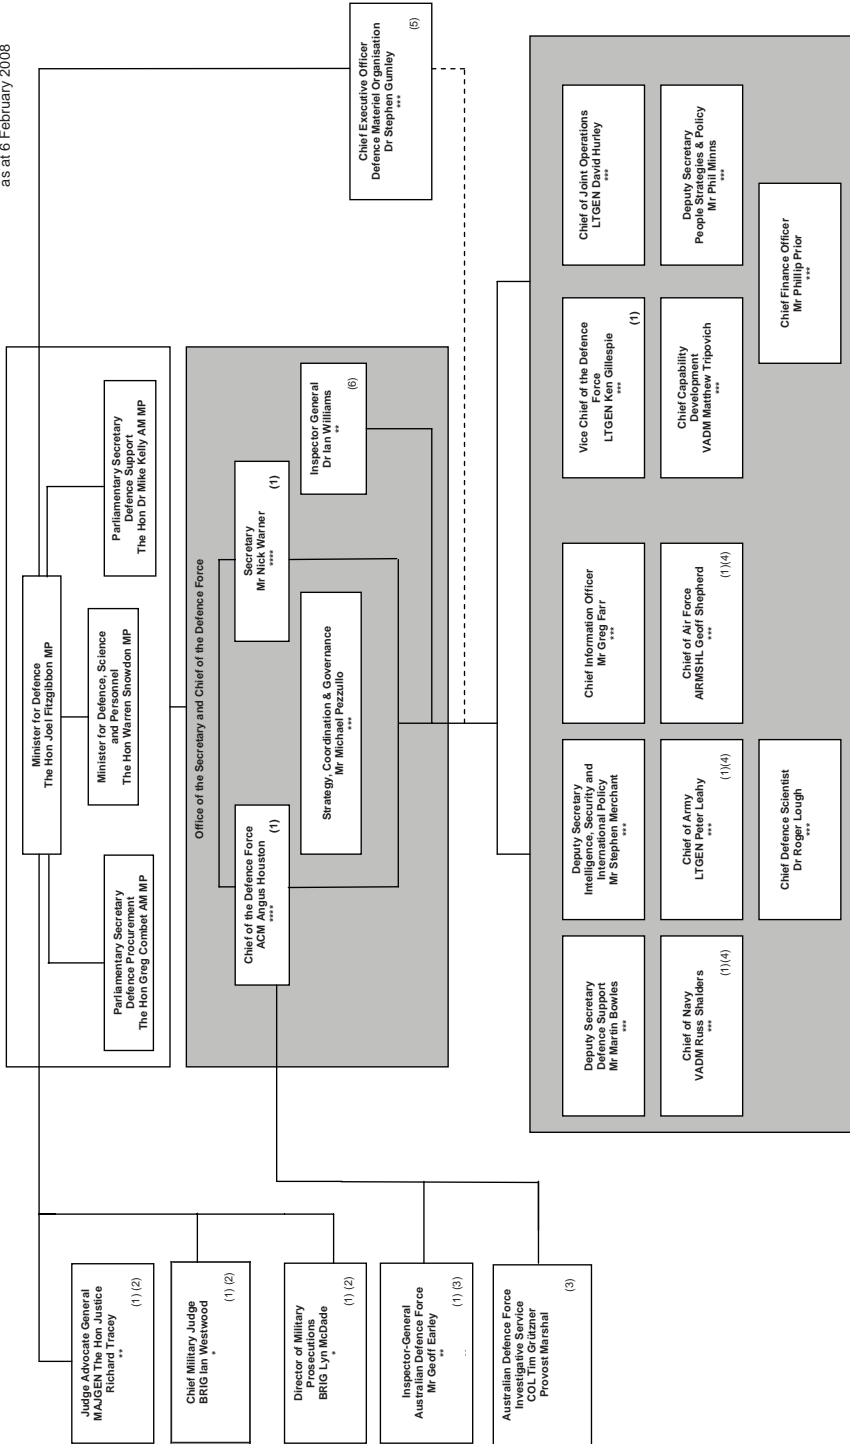 as at 6 February 2008
Minister for Defence
The Hon Joel Fitzgibbon MP
Parliamentary Secretary
Defence Procurement
The Hon Greg Combet AM MP
Minister for Defence, Science
and Personnel
The Hon Warren Snowdon MP
Parliamentary Secretary
Defence Support
The Hon Dr Mike Kelly AM MP
Chief Executive Officer
Defence Materiel Organisation
Dr Stephen Gumley
***
(5)
Office of the Secretary and Chief of the Defence Force
Chief of the Defence Force
ACM Angus Houston
****
(1)
Secretary
Mr Nick Warner
****
(1)
Strategy, Coordination & Governance
Mr Michael Pezzullo
***
Inspector General
Dr Ian Williams
**
(6)
Judge Advocate General
MAJGEN The Hon Justice
Richard Tracey
**
(1) (2)
Chief Military Judge
BRIG Ian Westwood
*
(1) (2)
Director of Military
Prosecutions
BRIG Lyn McDade
*
(1) (2)
Inspector-General
Australian Defence Force
Mr Geoff Earley
**
(1) (3)
Australian Defence Force
Investigative Service
COL Tim Grützner
Provost Marshal
(3)
Deputy Secretary
Defence Support
Mr Martin Bowles
***
Deputy Secretary
Intelligence, Security and
International Policy
Mr Stephen Merchant
***
Chief Information Officer
Mr Greg Farr
***
Vice Chief of the Defence
Force
LTGEN Ken Gillespie
***
(1)
Chief of Joint Operations
LTGEN David Hurley
***
Chief of Navy
VADM Russ Shalders
***
(1)(4)
Chief of Army
LTGEN Peter Leahy
***
(1)(4)
Chief of Air Force
AIRMSHL Geoff Shepherd
***
(1)(4)
Chief Capability
Development
VADM Matthew Tripovich
***
Deputy Secretary
People Strategies & Policy
Mr Phil Minns
***
Chief Defence Scientist
Dr Roger Lough
***
Chief Finance Officer
Mr Phillip Prior
***